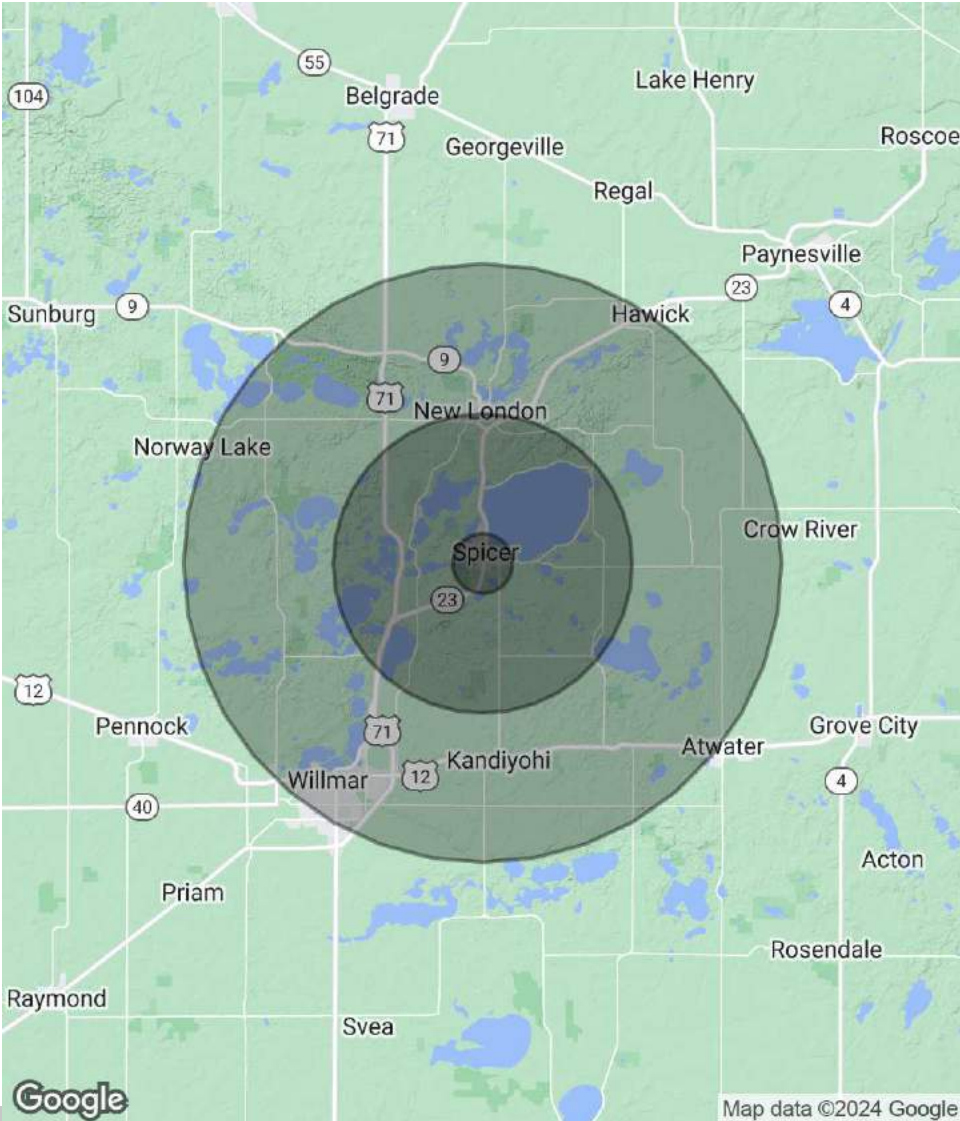 55
Lake Henry
104
Belgrade
71
Roscoe
Georgeville
Regal
Paynesville
23
Sunburg
9
4
Hawick
9
71
New London
Norway Lake
Crow River
Spicer
23
12
Pennock
71
Grove City
Atwater
Kandiyohi
Willmar
12
4
40
Acton
Priam
Rosendale
Raymond
Svea
Google
Map data ©2024 Google